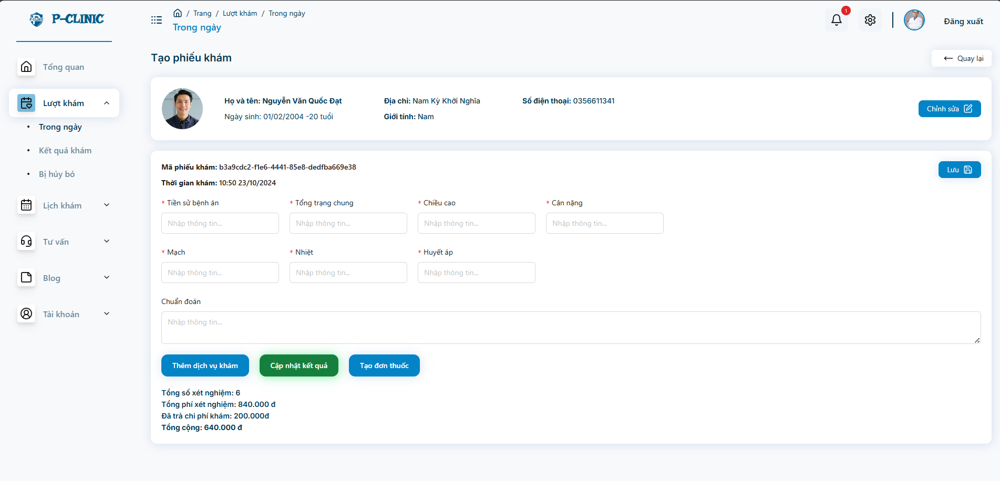 P-CLINIC
P-CLINIC
/ Trang / Lượt khám / Trong ngày
Trong ngày
1
Đăng xuất
Tổng quan
Lượt khám
• Trong ngày
• Kết quả khám
• Bị hủy bỏ
Lịch khám
Tư vấn
Blog
Tài khoản
Tạo phiếu khám
Quay lại
Họ và tên: Nguyễn Văn Quốc Đạt
Địa chỉ: Nam Kỳ Khởi Nghĩa
Số điện thoại: 0356611341
Ngày sinh: 01/02/2004 -20 tuổi
Giới tính: Nam
Chỉnh sửa
Mã phiếu khám: b3a9cdc2-f1e6-4441-85e8-dedfba669e38
Lưu
Thời gian khám: 10:50 23/10/2024
* Tiền sử bệnh án
* Tổng trạng chung
* Chiều cao
* Cân nặng
Nhập thông tin...
Nhập thông tin...
Nhập thông tin...
Nhập thông tin...
* Mạch
* Nhiệt
* Huyết áp
Nhập thông tin...
Nhập thông tin...
Nhập thông tin...
Chuẩn đoán
Nhập thông tin...
Thêm dịch vụ khám
Cập nhật kết quả
Tạo đơn thuốc
Tổng số xét nghiệm: 6
Tổng phí xét nghiệm: 840.000 đ
Đã trả chi phí khám: 200.000đ
Tổng cộng: 640.000 đ